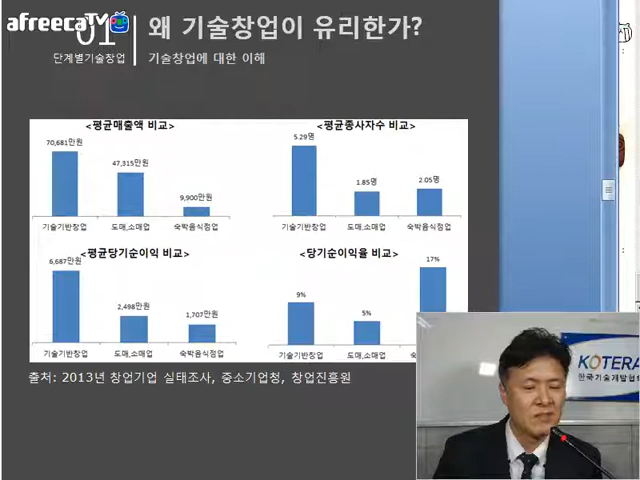 afreecaTV
01
왜 기술창업이 유리한가?
단계별기술창업
기술창업에 대한 이해
<평균매출액 비교>
70,681만원
47,315만원
9,900만원
기술기반창업
도매,소매업
숙박음식점업
<평균종사자수 비교>
5.29명
1.85명
2.05명
기술기반창업
도매,소매업
숙박음식점업
<평균당기순이익 비교>
6,687만원
2,498만원
1,707만원
기술기반창업
도매,소매업
숙박음식점업
<당기순이익율 비교>
9%
5%
17%
기술기반창업
도매,소매업
출처: 2013년 창업기업 실태조사, 중소기업청, 창업진흥원
KOTERA
한국기술개발협